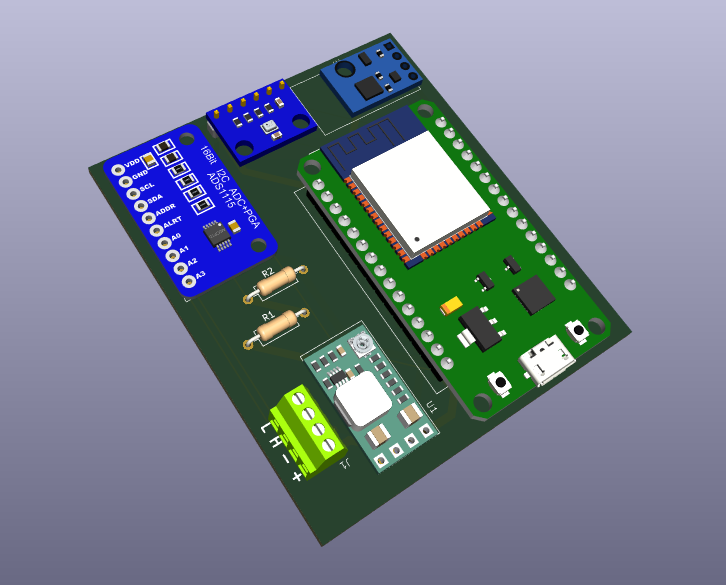 VDD
GND
SCL
SDA
ADDR
ALRT
A0
A1
A2
A3
16Bit I2C ADC+PGA
ADS1115
R2
R1
U1
J1
L
H
-
+